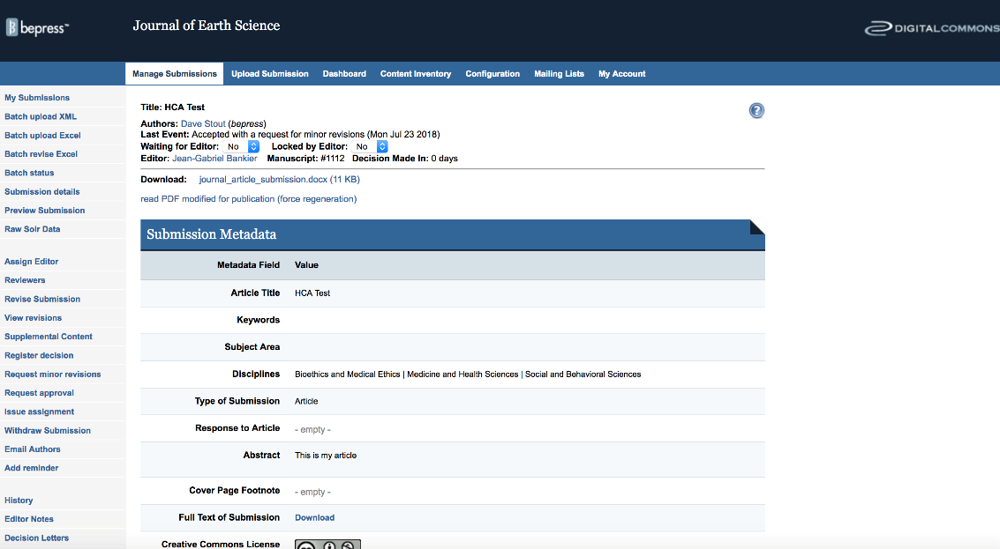 bepress™
Journal of Earth Science
DIGITALCOMMONS
Manage Submissions Upload Submission Dashboard Content Inventory Configuration Mailing Lists My Account
My Submissions
Batch upload XML
Batch upload Excel
Batch revise Excel
Batch status
Submission details
Preview Submission
Raw Solr Data
Assign Editor
Reviewers
Revise Submission
View revisions
Supplemental Content
Register decision
Request minor revisions
Request approval
Issue assignment
Withdraw Submission
Email Authors
Add reminder
History
Editor Notes
Decision Letters
Title: HCA Test
?
Authors: Dave Stout (bepress)
Last Event: Accepted with a request for minor revisions (Mon Jul 23 2018)
Waiting for Editor: No Locked by Editor: No
Editor: Jean-Gabriel Bankier Manuscript: #1112 Decision Made In: 0 days
Download: journal_article_submission.docx (11 KB)
read PDF modified for publication (force regeneration)
Submission Metadata
Metadata Field Value
Article Title HCA Test
Keywords
Subject Area
Disciplines Bioethics and Medical Ethics | Medicine and Health Sciences | Social and Behavioral Sciences
Type of Submission Article
Response to Article - empty -
Abstract This is my article
Cover Page Footnote - empty -
Full Text of Submission Download
Creative Commons License